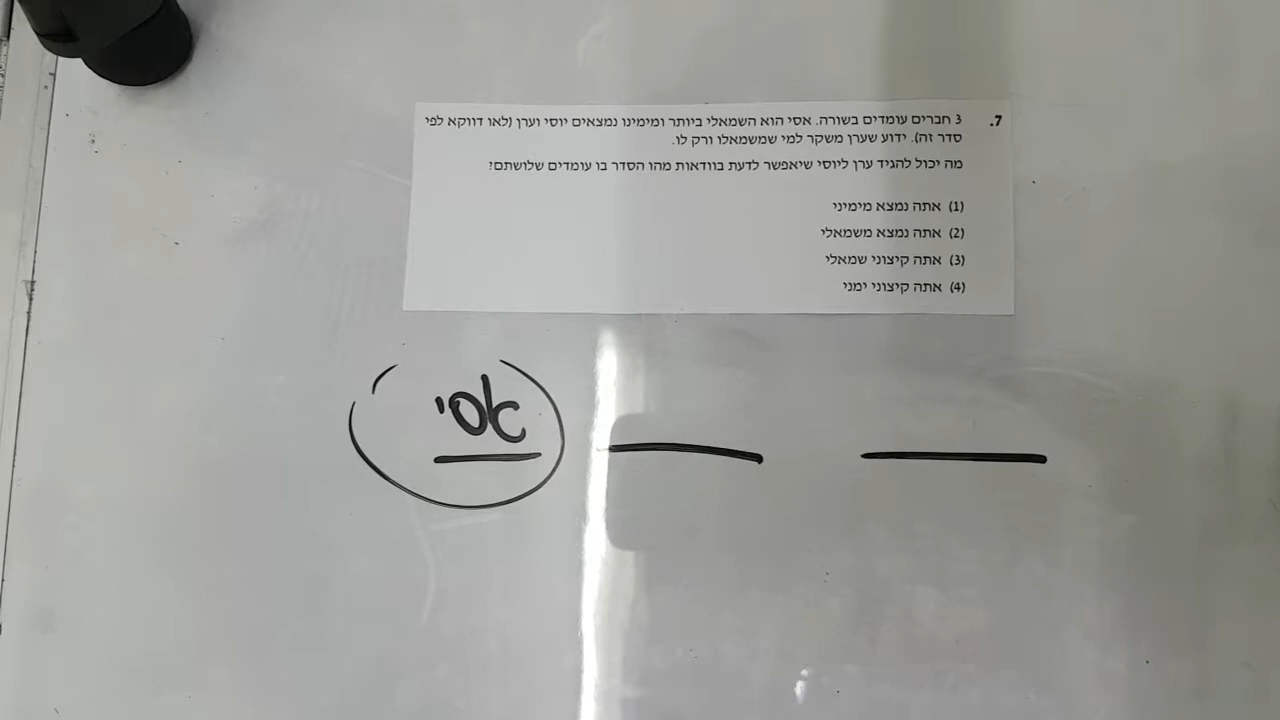 7. 3 חברים עומדים בשורה. אסי הוא השמאלי ביותר ומימינו נמצאים יוסי וערן (לאו דווקא לפי
סדר זה). ידוע שערן משקר למי שמשמאלו ורק לו.
מה יכול להגיד ערן ליוסי שיאפשר לדעת בוודאות מהו הסדר בו עומדים שלושתם?
(1) אתה נמצא מימיני
(2) אתה נמצא משמאלי
(3) אתה קיצוני שמאלי
(4) אתה קיצוני ימני
אסי